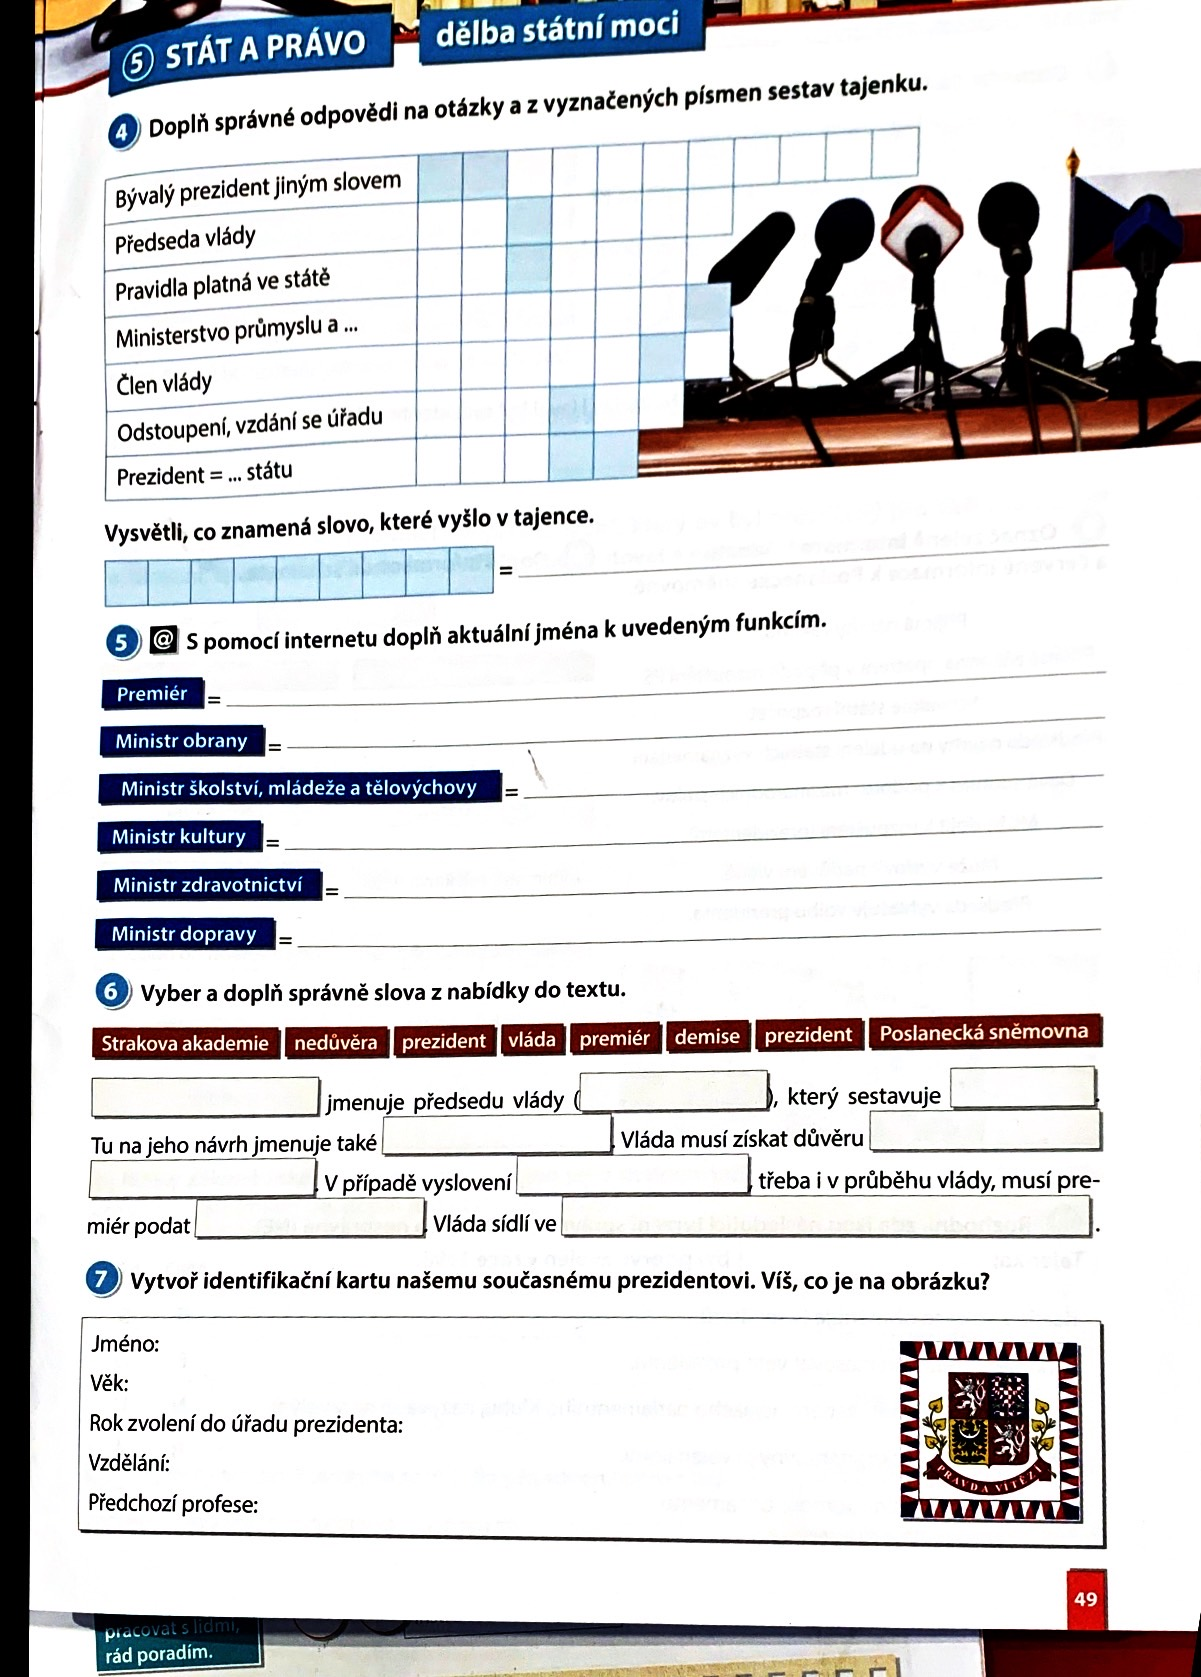 5 STÁT A PRÁVO
dělba státní moci
4 Doplň správné odpovědi na otázky a z vyznačených písmen sestav tajenku.
Bývalý prezident jiným slovem
Předseda vlády
Pravidla platná ve státě
Ministerstvo průmyslu a ...
Člen vlády
Odstoupení, vzdání se úřadu
Prezident = ... státu
Vysvětli, co znamená slovo, které vyšlo v tajence.
=
5 @ S pomocí internetu doplň aktuální jména k uvedeným funkcím.
Premiér =
Ministr obrany =
Ministr školství, mládeže a tělovýchovy =
Ministr kultury =
Ministr zdravotnictví =
Ministr dopravy =
6 Vyber a doplň správně slova z nabídky do textu.
Strakova akademie nedůvěra prezident vláda premiér demise prezident Poslanecká sněmovna
jmenuje předsedu vlády ( ), který sestavuje .
Tu na jeho návrh jmenuje také . Vláda musí získat důvěru
. V případě vyslovení , třeba i v průběhu vlády, musí pre-
miér podat . Vláda sídlí ve .
7 Vytvoř identifikační kartu našemu současnému prezidentovi. Víš, co je na obrázku?
Jméno:
Věk:
Rok zvolení do úřadu prezidenta:
Vzdělání:
Předchozí profese:
PRAVDA VÍTĚZÍ
49
pracovat s lidmi,
rád poradím.